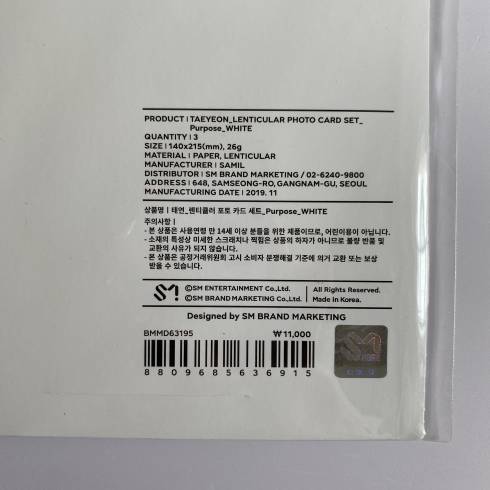 PRODUCT | TAEYEON_LENTICULAR PHOTO CARD SET_
Purpose_WHITE
QUANTITY | 3
SIZE | 140x215(mm), 26g
MATERIAL | PAPER, LENTICULAR
MANUFACTURER | SAMIL
DISTRIBUTOR | SM BRAND MARKETING / 02-6240-9800
ADDRESS | 648, SAMSEONG-RO, GANGNAM-GU, SEOUL
MANUFACTURING DATE | 2019. 11
상품명 | 태연_렌티큘러 포토 카드 세트_Purpose_WHITE
주의사항 |
- 본 상품은 사용연령 만 14세 이상 분들을 위한 제품이므로, 어린이용이 아닙니다.
- 소재의 특성상 미세한 스크래치나 찍힘은 상품의 하자가 아니므로 불량 반품 및
교환의 사유가 되지 않습니다.
- 본 상품은 공정거래위원회 고시 소비자 분쟁해결 기준에 의거 교환 또는 보상
받을 수 있습니다.
SM ©SM ENTERTAINMENT Co.,Ltd. | All Rights Reserved.
©SM BRAND MARKETING Co.,Ltd. | Made in Korea.
Designed by SM BRAND MARKETING
BMMD63195 ₩11,000
8809685636915
SM